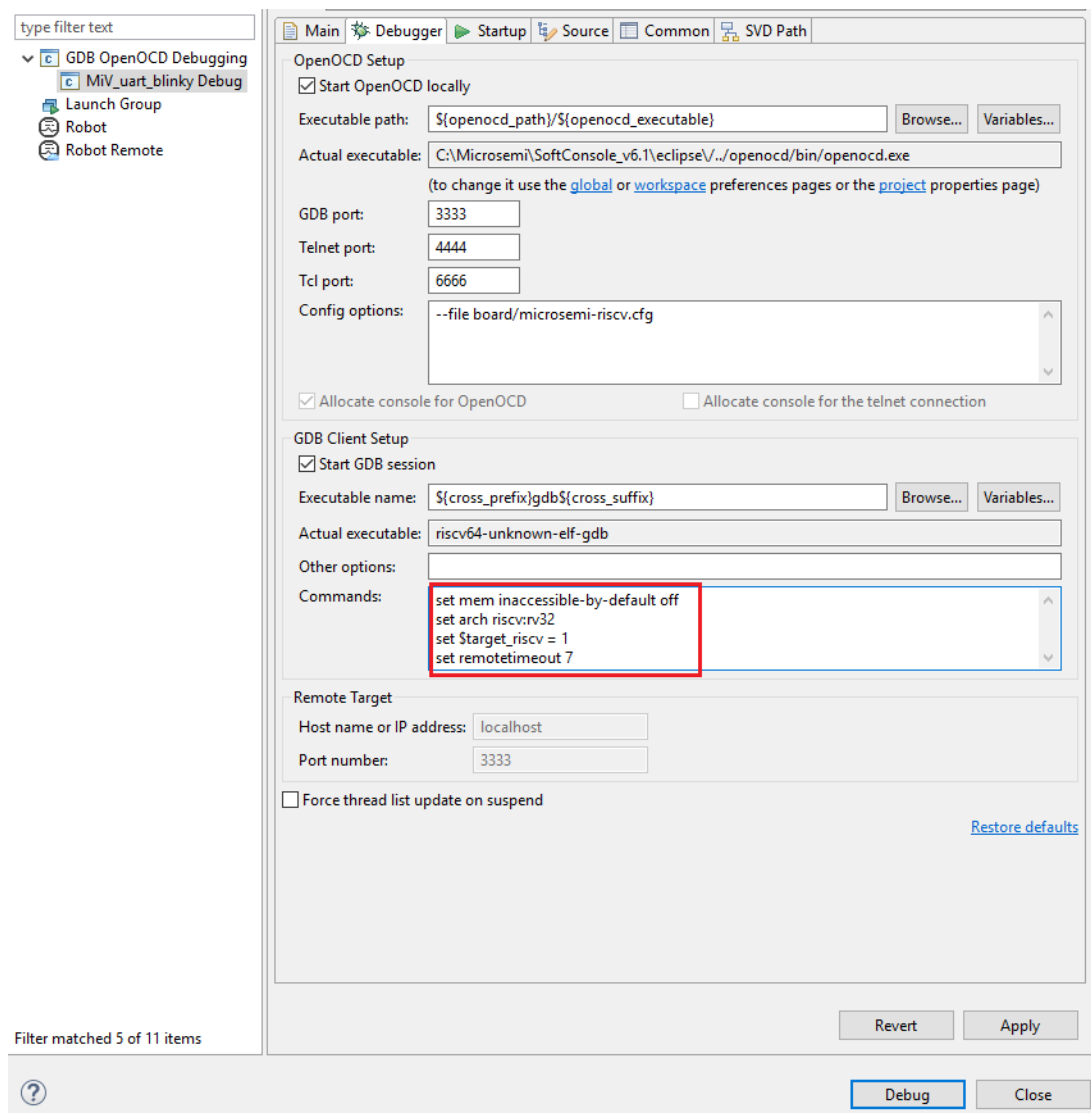 type filter text
GDB OpenOCD Debugging
MiV_uart_blinky Debug
Launch Group
Robot
Robot Remote
Filter matched 5 of 11 items
Main Debugger Startup Source Common SVD Path
OpenOCD Setup
Start OpenOCD locally
Executable path: ${openocd_path}/${openocd_executable} Browse... Variables...
Actual executable: C:\Microsemi\SoftConsole_v6.1\eclipse\/../openocd/bin/openocd.exe
(to change it use the global or workspace preferences pages or the project properties page)
GDB port: 3333
Telnet port: 4444
Tcl port: 6666
Config options: --file board/microsemi-riscv.cfg
Allocate console for OpenOCD Allocate console for the telnet connection
GDB Client Setup
Start GDB session
Executable name: ${cross_prefix}gdb${cross_suffix} Browse... Variables...
Actual executable: riscv64-unknown-elf-gdb
Other options:
Commands: set mem inaccessible-by-default off
set arch riscv:rv32
set $target_riscv = 1
set remotetimeout 7
Remote Target
Host name or IP address: localhost
Port number: 3333
Force thread list update on suspend
Restore defaults
Revert Apply
? Debug Close